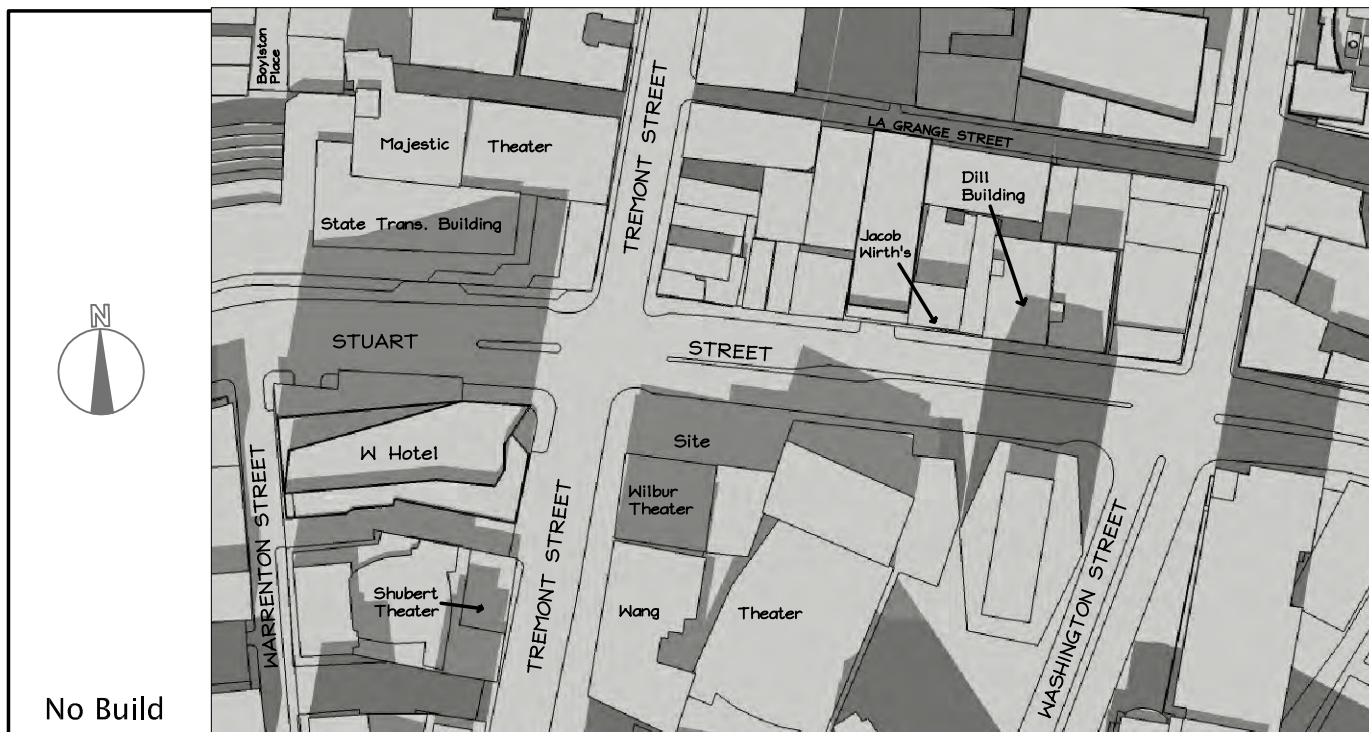 Boylston
Place
TREMONT STREET
LA GRANGE STREET
Majestic
Theater
Dill
Building
State Trans. Building
Jacob
Wirth's
N
STUART
STREET
Site
W Hotel
Wilbur
Theater
WARRENTON STREET
TREMONT STREET
WASHINGTON STREET
Shubert
Theater
Wang
Theater
No Build